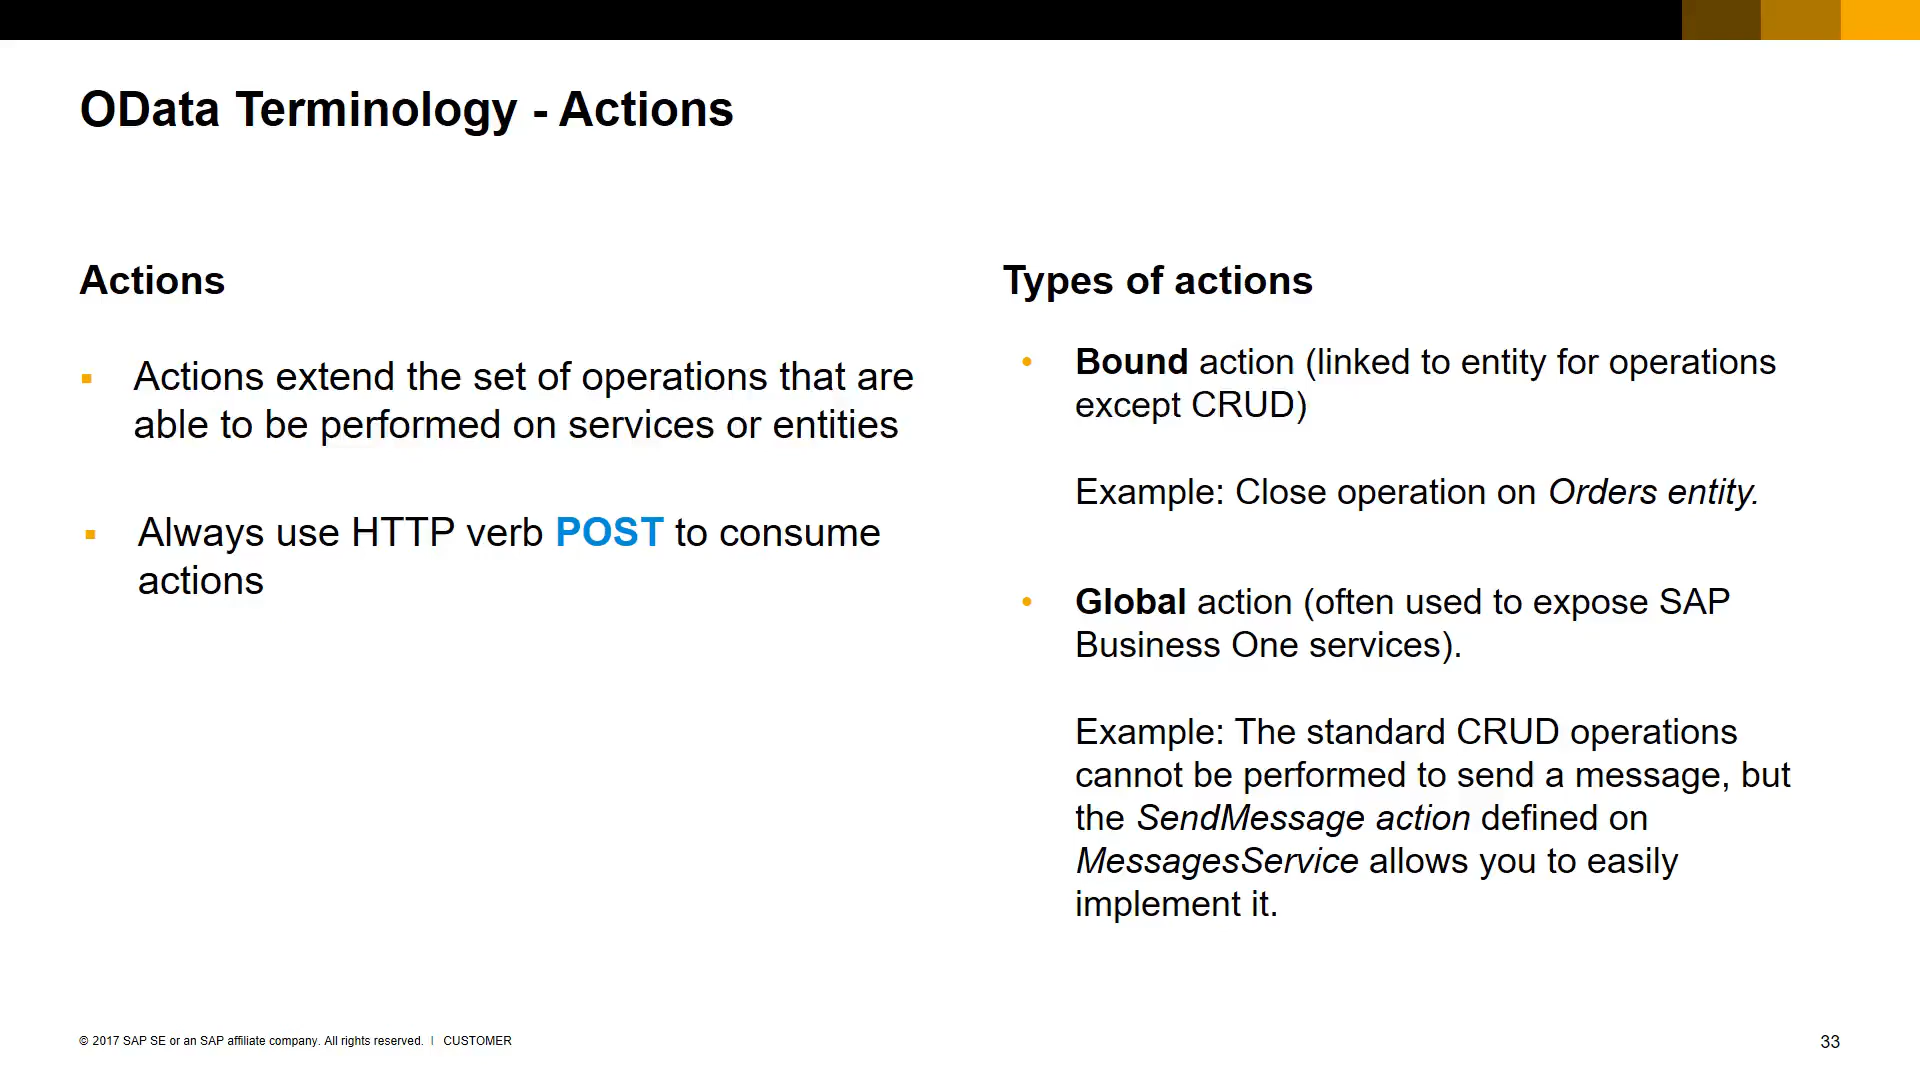 OData Terminology - Actions
Actions
▪ Actions extend the set of operations that are
able to be performed on services or entities
▪ Always use HTTP verb POST to consume
actions
Types of actions
• Bound action (linked to entity for operations
except CRUD)
Example: Close operation on Orders entity.
• Global action (often used to expose SAP
Business One services).
Example: The standard CRUD operations
cannot be performed to send a message, but
the SendMessage action defined on
MessagesService allows you to easily
implement it.
© 2017 SAP SE or an SAP affiliate company. All rights reserved. | CUSTOMER
33